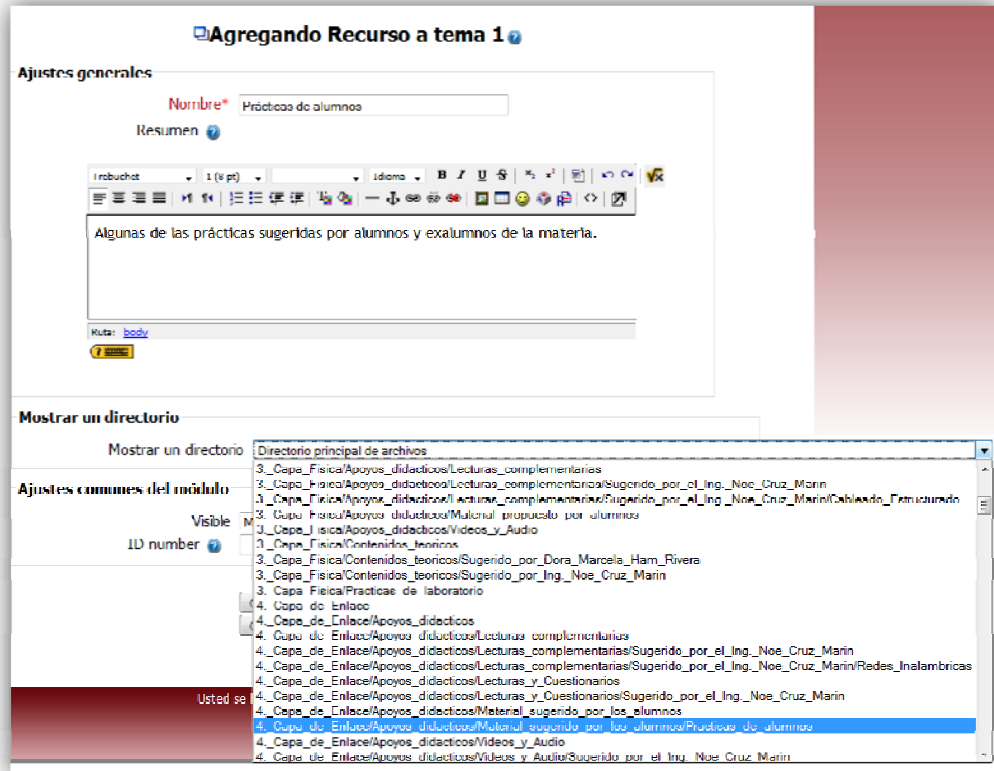 Agregando Recurso a tema 1
Ajustes generales
Nombre* Prácticas de alumnos
Resumen
Trebuchet 1 (8 pt) Idioma B I U S
Algunas de las prácticas sugeridas por alumnos y exalumnos de la materia.
Ruta: body
Mostrar un directorio
Mostrar un directorio Directorio principal de archivos
3._Capa_Fisica/Apoyos_didacticos/Lecturas_complementarias
3._Capa_Fisica/Apoyos_didacticos/Lecturas_complementarias/Sugerido_por_el_Ing._Noe_Cruz_Marin
Ajustes comunes del módulo
3._Capa_Fisica/Apoyos_didacticos/Lecturas_complementarias/Sugerido_por_el_Ing._Noe_Cruz_Marin/Cableado_Estructurado
3._Capa_Fisica/Apoyos_didacticos/Material_propuesto_por_alumnos
Visible M
3._Capa_Fisica/Apoyos_didacticos/Videos_y_Audio
ID number
3._Capa_Fisica/Contenidos_teoricos
3._Capa_Fisica/Contenidos_teoricos/Sugerido_por_Dora_Marcela_Ham_Rivera
3._Capa_Fisica/Contenidos_teoricos/Sugerido_por_Ing._Noe_Cruz_Marin
3._Capa_Fisica/Practicas_de_laboratorio
4._Capa_de_Enlace
4._Capa_de_Enlace/Apoyos_didacticos
4._Capa_de_Enlace/Apoyos_didacticos/Lecturas_complementarias
4._Capa_de_Enlace/Apoyos_didacticos/Lecturas_complementarias/Sugerido_por_el_Ing._Noe_Cruz_Marin
4._Capa_de_Enlace/Apoyos_didacticos/Lecturas_complementarias/Sugerido_por_el_Ing._Noe_Cruz_Marin/Redes_Inalambricas
4._Capa_de_Enlace/Apoyos_didacticos/Lecturas_y_Cuestionarios
4._Capa_de_Enlace/Apoyos_didacticos/Lecturas_y_Cuestionarios/Sugerido_por_el_Ing._Noe_Cruz_Marin
Usted se
4._Capa_de_Enlace/Apoyos_didacticos/Material_sugerido_por_los_alumnos
4._Capa_de_Enlace/Apoyos_didacticos/Material_sugerido_por_los_alumnos/Practicas_de_alumnos
4._Capa_de_Enlace/Apoyos_didacticos/Videos_y_Audio
4._Capa_de_Enlace/Apoyos_didacticos/Videos_y_Audio/Sugerido_por_el_Ing._Noe_Cruz_Marin